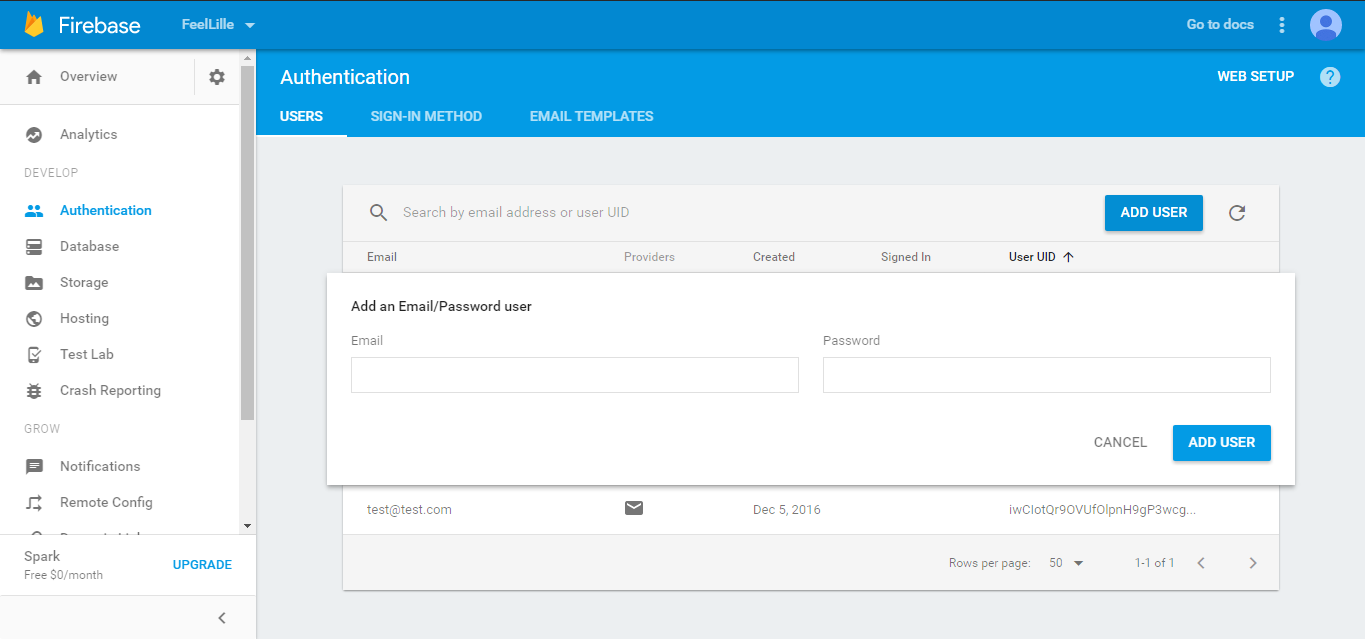 Firebase
FeelLille
Go to docs
Overview
Analytics
DEVELOP
Authentication
Database
Storage
Hosting
Test Lab
Crash Reporting
GROW
Notifications
Remote Config
Spark
Free $0/month
UPGRADE
Authentication
WEB SETUP
?
USERS SIGN-IN METHOD EMAIL TEMPLATES
Search by email address or user UID
ADD USER
Email Providers Created Signed In User UID
Add an Email/Password user
Email Password
CANCEL ADD USER
test@test.com Dec 5, 2016 iwCIotQr9OVUfOlpnH9gP3wcg...
Rows per page: 50 1-1 of 1